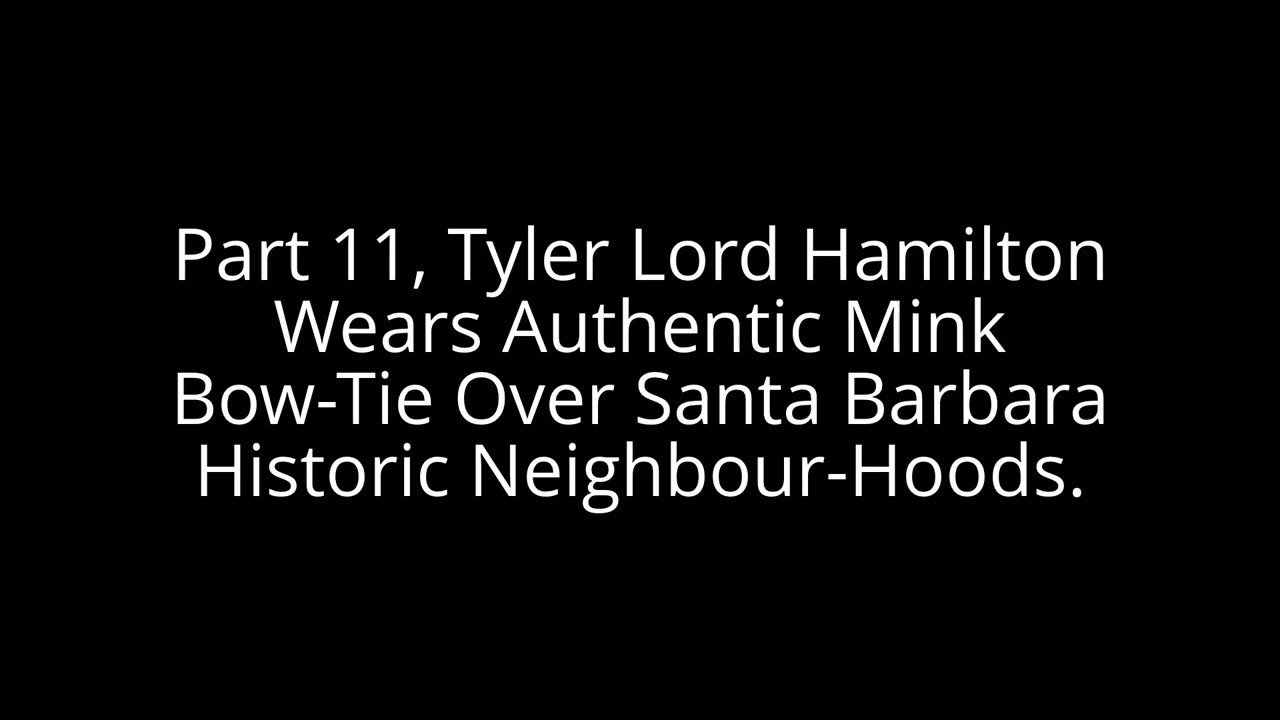 Part 11, Tyler Lord Hamilton
Wears Authentic Mink
Bow-Tie Over Santa Barbara
Historic Neighbour-Hoods.